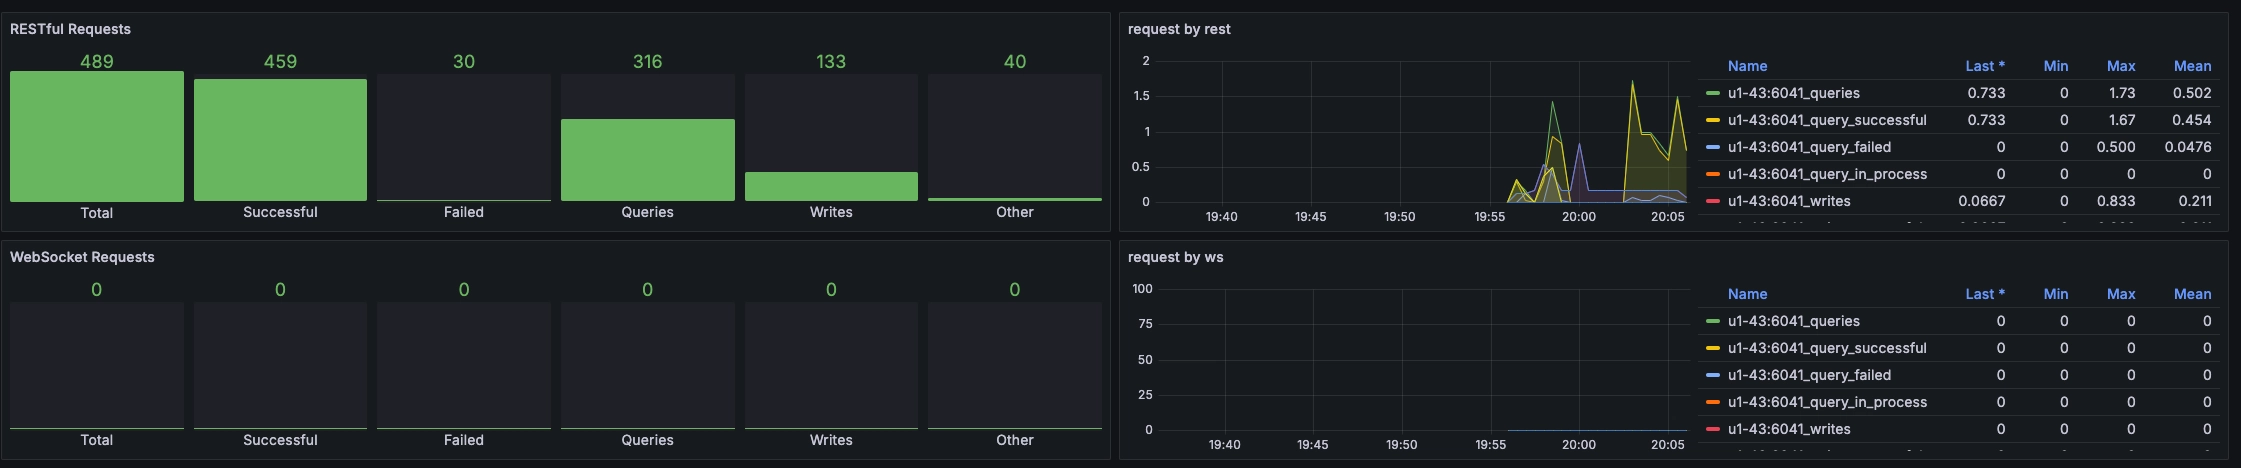 RESTful Requests
489 459 30 316 133 40
Total Successful Failed Queries Writes Other
request by rest
2
1.5
1
0.5
0
19:40 19:45 19:50 19:55 20:00 20:05
Name Last * Min Max Mean
u1-43:6041_queries 0.733 0 1.73 0.502
u1-43:6041_query_successful 0.733 0 1.67 0.454
u1-43:6041_query_failed 0 0 0.500 0.0476
u1-43:6041_query_in_process 0 0 0 0
u1-43:6041_writes 0.0667 0 0.833 0.211
WebSocket Requests
0 0 0 0 0 0
Total Successful Failed Queries Writes Other
request by ws
100
75
50
25
0
19:40 19:45 19:50 19:55 20:00 20:05
Name Last * Min Max Mean
u1-43:6041_queries 0 0 0 0
u1-43:6041_query_successful 0 0 0 0
u1-43:6041_query_failed 0 0 0 0
u1-43:6041_query_in_process 0 0 0 0
u1-43:6041_writes 0 0 0 0